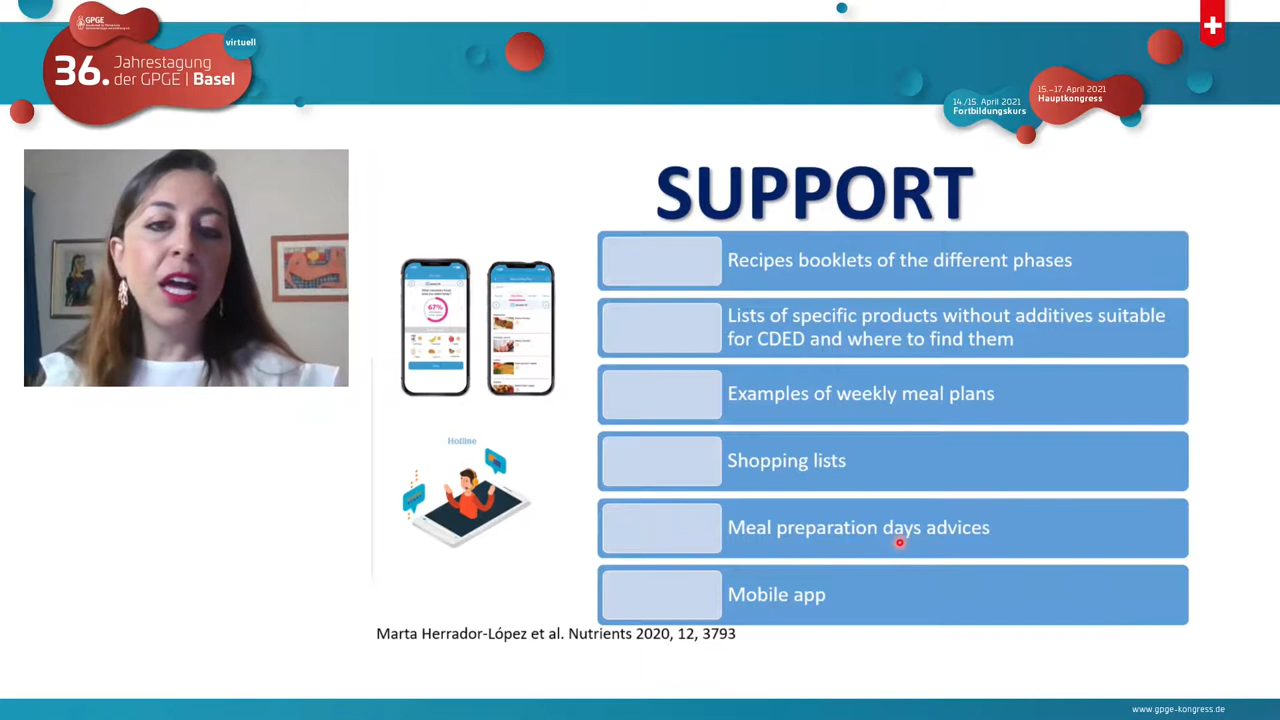 GPGE
virtuell
36. Jahrestagung
der GPGE | Basel
14./15. April 2021
Fortbildungskurs
15.–17. April 2021
Hauptkongress
SUPPORT
67%
Hotline
Recipes booklets of the different phases
Lists of specific products without additives suitable
for CDED and where to find them
Examples of weekly meal plans
Shopping lists
Meal preparation days advices
Mobile app
Marta Herrador-López et al. Nutrients 2020, 12, 3793
www.gpge-kongress.de